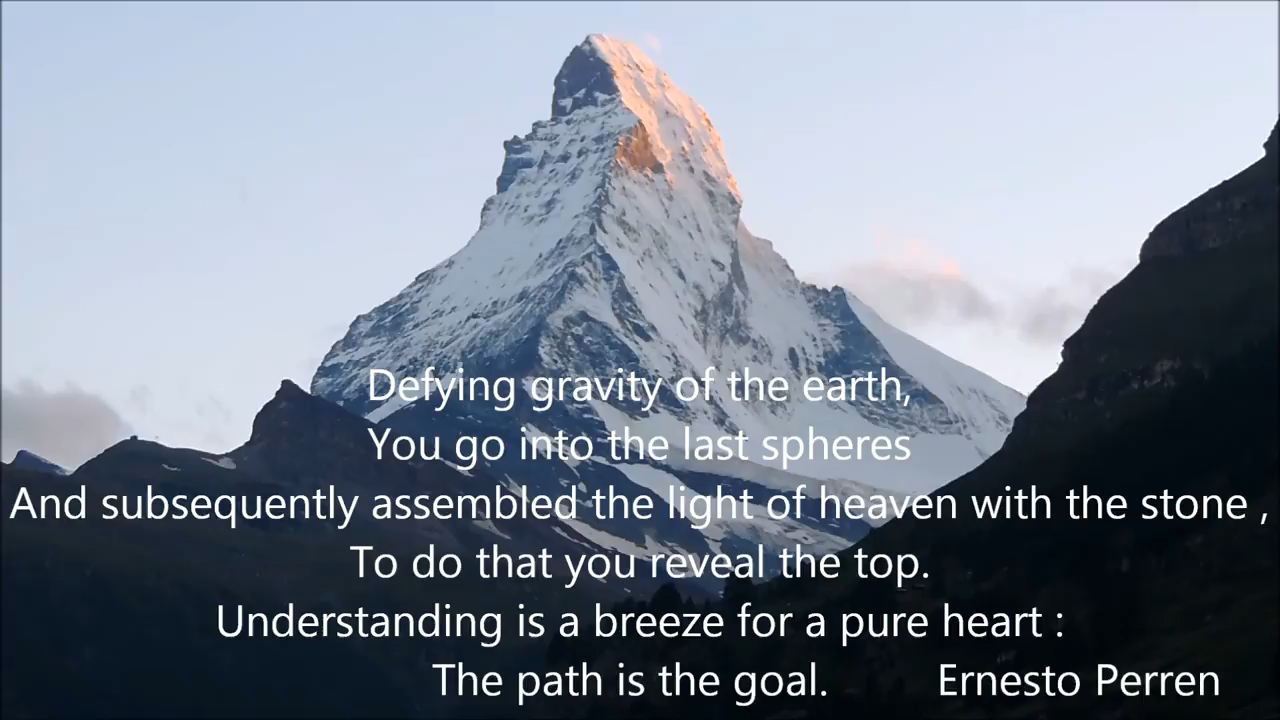 Defying gravity of the earth,
You go into the last spheres
And subsequently assembled the light of heaven with the stone ,
To do that you reveal the top.
Understanding is a breeze for a pure heart :
The path is the goal. Ernesto Perren